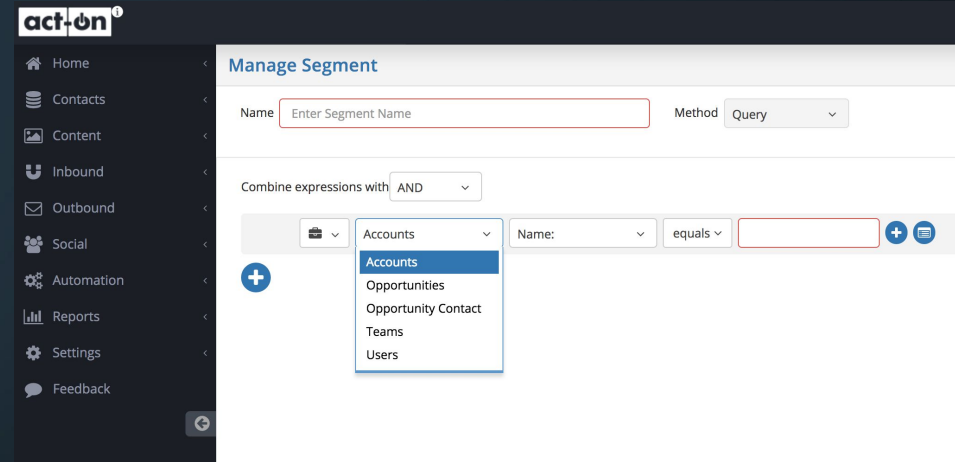 act-on
Home
Contacts
Content
Inbound
Outbound
Social
Automation
Reports
Settings
Feedback
Manage Segment
Name Enter Segment Name Method Query
Combine expressions with AND
Accounts Name: equals
Accounts
Opportunities
Opportunity Contact
Teams
Users